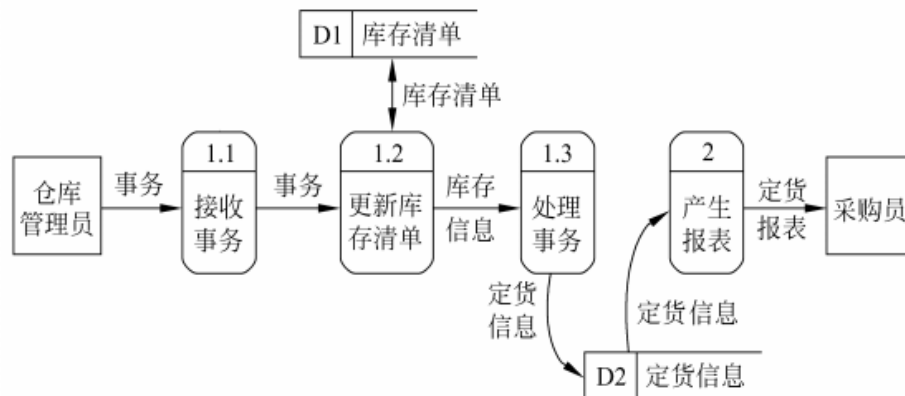 D1 库存清单
库存清单
仓库
管理员
事务
1.1
接收
事务
事务
1.2
更新库
存清单
库存
信息
1.3
处理
事务
2
产生
报表
定货
报表
采购员
定货
信息
定货信息
D2 定货信息